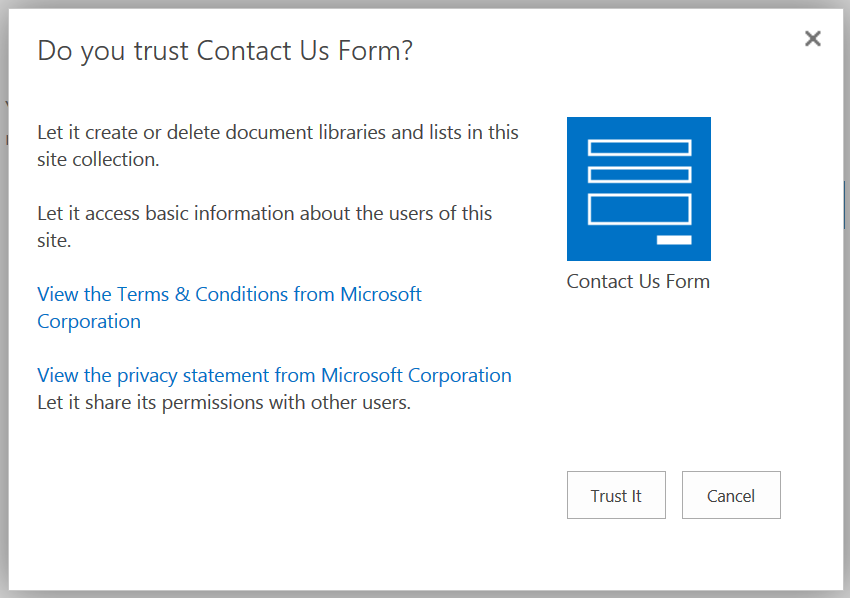 Do you trust Contact Us Form?
Let it create or delete document libraries and lists in this
site collection.
Let it access basic information about the users of this
site.
View the Terms & Conditions from Microsoft
Corporation
View the privacy statement from Microsoft Corporation
Let it share its permissions with other users.
Contact Us Form
Trust It
Cancel